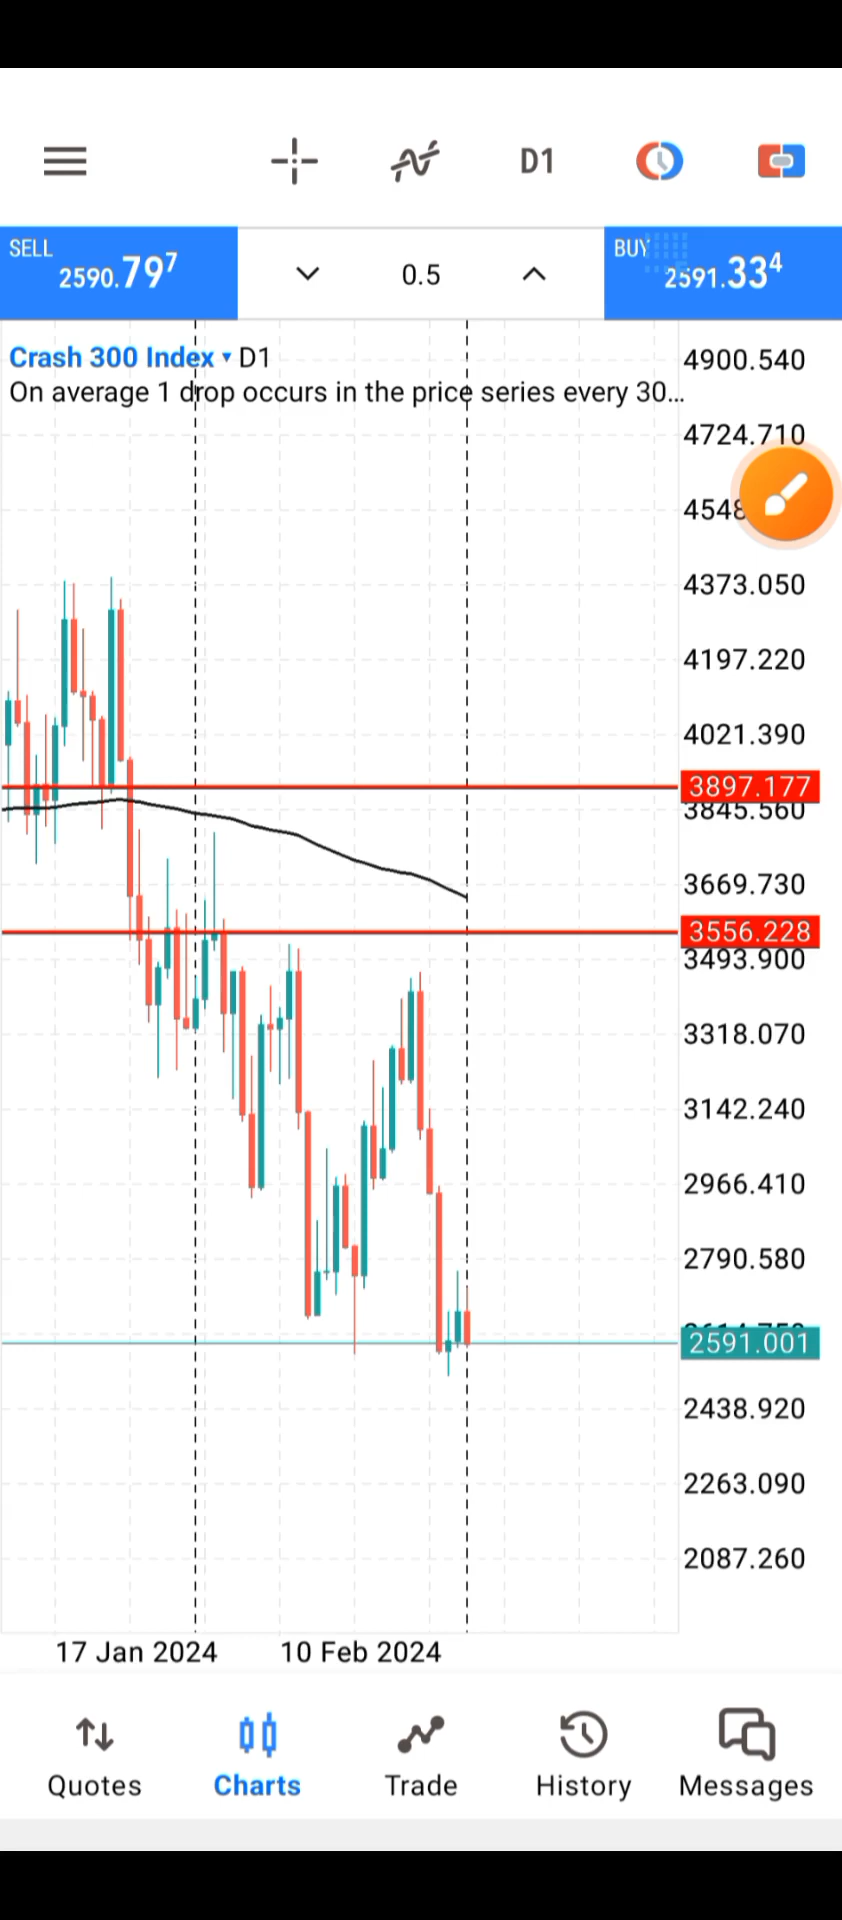 D1
SELL
2590.797
0.5
BUY
2591.334
Crash 300 Index ▾ D1
On average 1 drop occurs in the price series every 30...
4900.540
4724.710
4548
4373.050
4197.220
4021.390
3897.177
3845.560
3669.730
3556.228
3493.900
3318.070
3142.240
2966.410
2790.580
2591.001
2438.920
2263.090
2087.260
17 Jan 2024
10 Feb 2024
Quotes
Charts
Trade
History
Messages